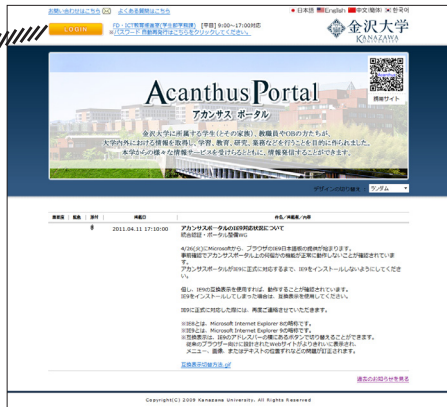 お問い合わせはこちら よくある質問はこちら
日本語 English 中文(簡体) 한국어
LOGIN
FD・ICT教育推進室(学生部学務課) [平日] 9:00~17:00対応
※パスワード再発行はこちらをクリックしてください。
金沢大学
KANAZAWA
UNIVERSITY
Acanthus Portal
アカンサス ポータル
携帯サイト
金沢大学に所属する学生(とその家族)、教職員やOBの方たちが、
大学内外における情報を取得し、学習、教育、研究、業務などを行うことを目的に作られました。
本学からの様々な情報サービスを受けられるとともに、情報発信することができます。
デザインの切り替え ランダム
重要度 緊急 添付 掲載日 件名/掲載者/内容
2011.04.11 17:10:00 アカンサスポータルのIE9対応状況について
統合認証・ポータル整備WG
4/26(火)にMicrosoftから、ブラウザのIE9日本語版の提供が始まります。
事前確認でアカンサスポータル上の何個かの機能が正常に動作しないことが確認されていま
す。
アカンサスポータルがIE9に正式に対応するまで、IE9をインストールしないようにしてくださ
い。
但し、IE9の互換表示を使用すれば、動作することが確認されています。
IE9をインストールしてしまった場合は、互換表示を使用してください。
IE9に正式に対応した際には、再度ご連絡させていただきます。
※IE8とは、Microsoft Internet Explorer 8の略称です。
※IE9とは、Microsoft Internet Explorer 9の略称です。
※互換表示は、IE9のアドレスバーの横にあるボタンで切り替えることができます。
従来のブラウザー向けに設計されたWebサイトがよりきれいに表示され、
メニュー、画像、またはテキストの位置ずれなどの問題が訂正されます。
互換表示切替方法.gif
過去のお知らせを見る
Copyright(C) 2009 Kanazawa University. All Rights Reserved